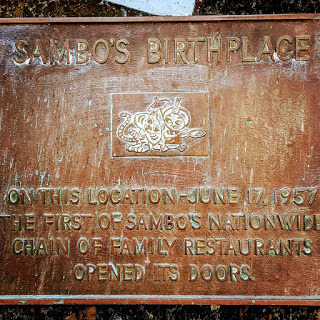 SAMBO'S BIRTHPLACE
ON THIS LOCATION-JUNE 17, 1957
THE FIRST OF SAMBO'S NATIONWIDE
CHAIN OF FAMILY RESTAURANTS
OPENED ITS DOORS.